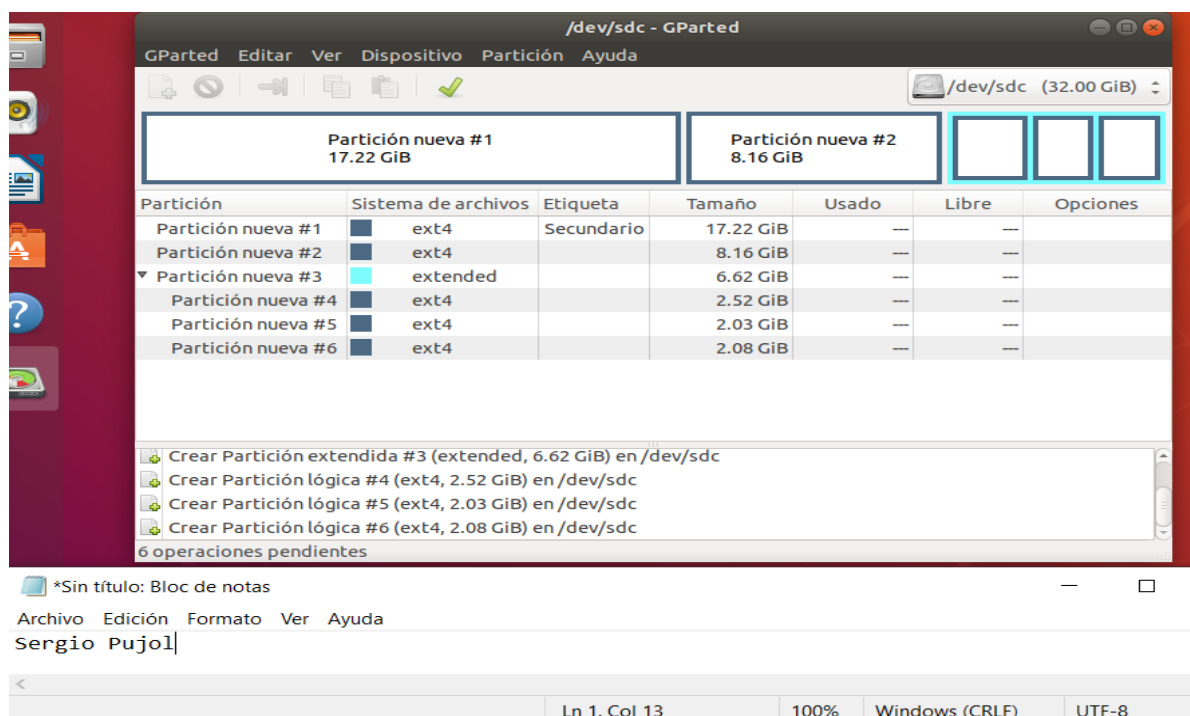 /dev/sdc - GParted
GParted Editar Ver Dispositivo Partición Ayuda
/dev/sdc (32.00 GiB)
Partición nueva #1
17.22 GiB
Partición nueva #2
8.16 GiB
Partición Sistema de archivos Etiqueta Tamaño Usado Libre Opciones
Partición nueva #1 ext4 Secundario 17.22 GiB --- ---
Partición nueva #2 ext4 8.16 GiB --- ---
Partición nueva #3 extended 6.62 GiB --- ---
Partición nueva #4 ext4 2.52 GiB --- ---
Partición nueva #5 ext4 2.03 GiB --- ---
Partición nueva #6 ext4 2.08 GiB --- ---
Crear Partición extendida #3 (extended, 6.62 GiB) en /dev/sdc
Crear Partición lógica #4 (ext4, 2.52 GiB) en /dev/sdc
Crear Partición lógica #5 (ext4, 2.03 GiB) en /dev/sdc
Crear Partición lógica #6 (ext4, 2.08 GiB) en /dev/sdc
6 operaciones pendientes
*Sin título: Bloc de notas
Archivo Edición Formato Ver Ayuda
Sergio Pujol
Ln 1, Col 13 100% Windows (CRLF) UTF-8